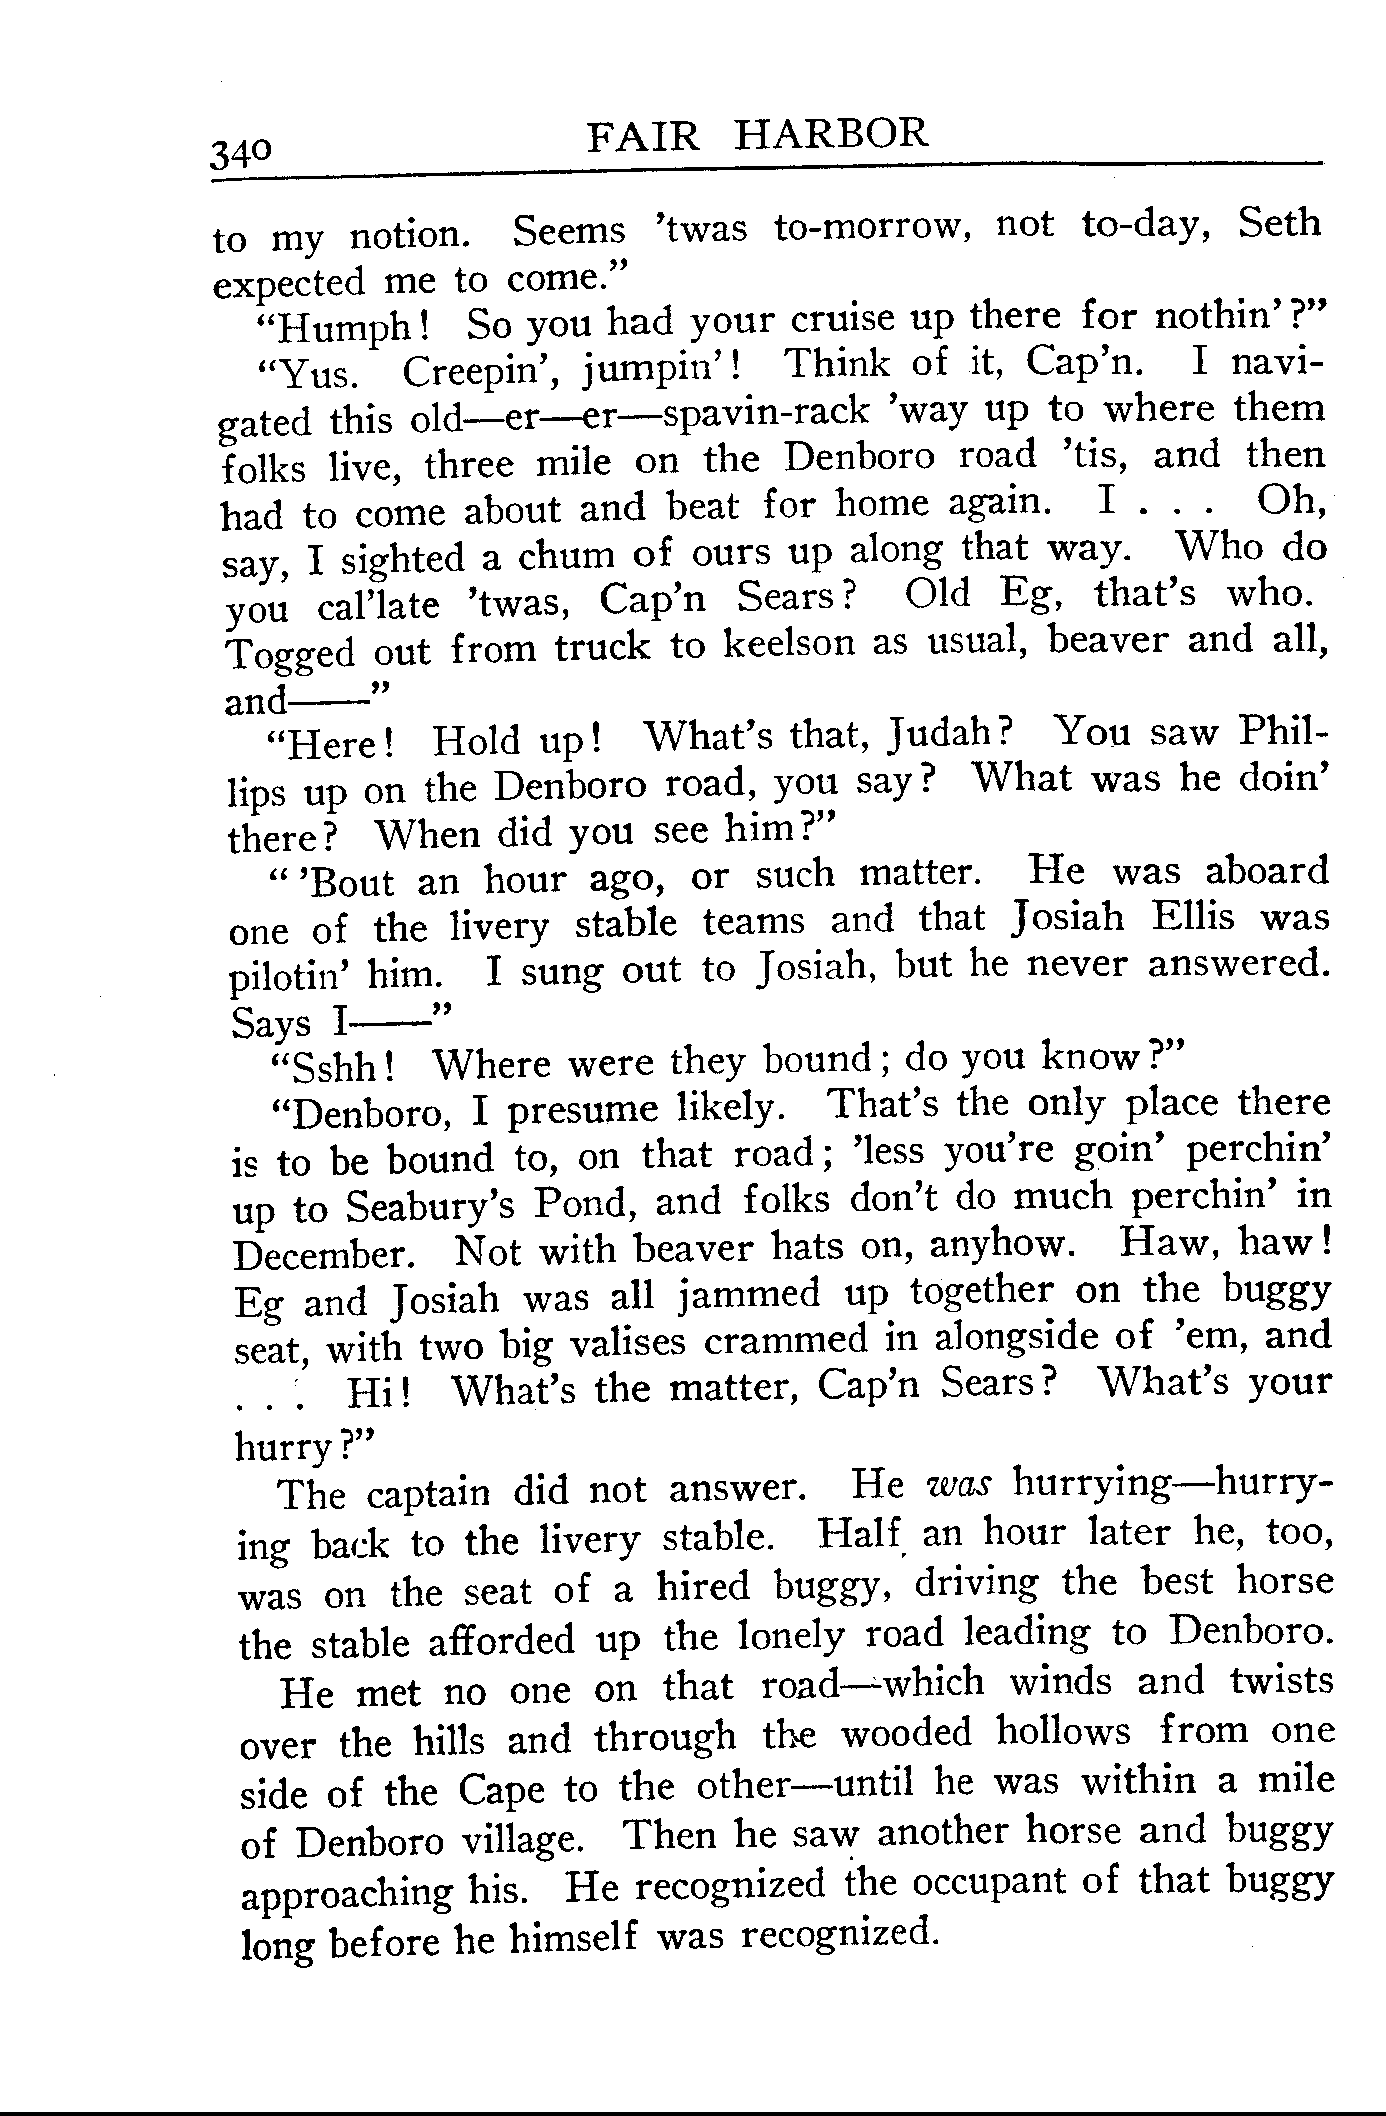 340 FAIR HARBOR
to my notion. Seems ’twas to-morrow, not to-day, Seth
expected me to come.”
“Humph! So you had your cruise up there for nothin’?”
“Yus. Creepin’, jumpin’! Think of it, Cap’n. I navi-
gated this old—er—er—spavin-rack ’way up to where them
folks live, three mile on the Denboro road ’tis, and then
had to come about and beat for home again. I . . . Oh,
say, I sighted a chum of ours up along that way. Who do
you cal’late ’twas, Cap’n Sears? Old Eg, that’s who.
Togged out from truck to keelson as usual, beaver and all,
and——”
“Here! Hold up! What’s that, Judah? You saw Phil-
lips up on the Denboro road, you say? What was he doin’
there? When did you see him?”
“ ’Bout an hour ago, or such matter. He was aboard
one of the livery stable teams and that Josiah Ellis was
pilotin’ him. I sung out to Josiah, but he never answered.
Says I——”
“Sshh! Where were they bound; do you know?”
“Denboro, I presume likely. That’s the only place there
is to be bound to, on that road; ’less you’re goin’ perchin’
up to Seabury’s Pond, and folks don’t do much perchin’ in
December. Not with beaver hats on, anyhow. Haw, haw!
Eg and Josiah was all jammed up together on the buggy
seat, with two big valises crammed in alongside of ’em, and
. . . Hi! What’s the matter, Cap’n Sears? What’s your
hurry?”
The captain did not answer. He was hurrying—hurry-
ing back to the livery stable. Half an hour later he, too,
was on the seat of a hired buggy, driving the best horse
the stable afforded up the lonely road leading to Denboro.
He met no one on that road—which winds and twists
over the hills and through the wooded hollows from one
side of the Cape to the other—until he was within a mile
of Denboro village. Then he saw another horse and buggy
approaching his. He recognized the occupant of that buggy
long before he himself was recognized.